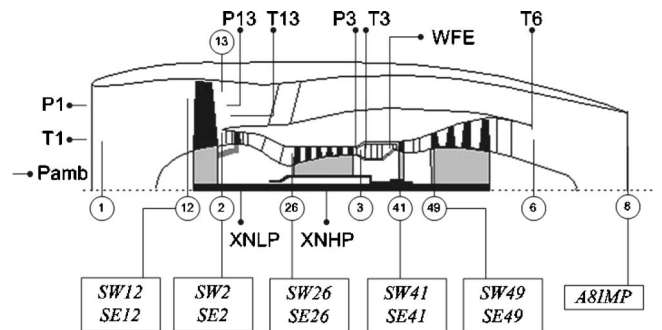 P13 T13 P3 T3 T6
WFE
13
P1
T1
Pamb
1 12 2 26 3 41 49 6 8
XNLP XNHP
SW12 SW2 SW26 SW41 SW49 A8IMP
SE12 SE2 SE26 SE41 SE49